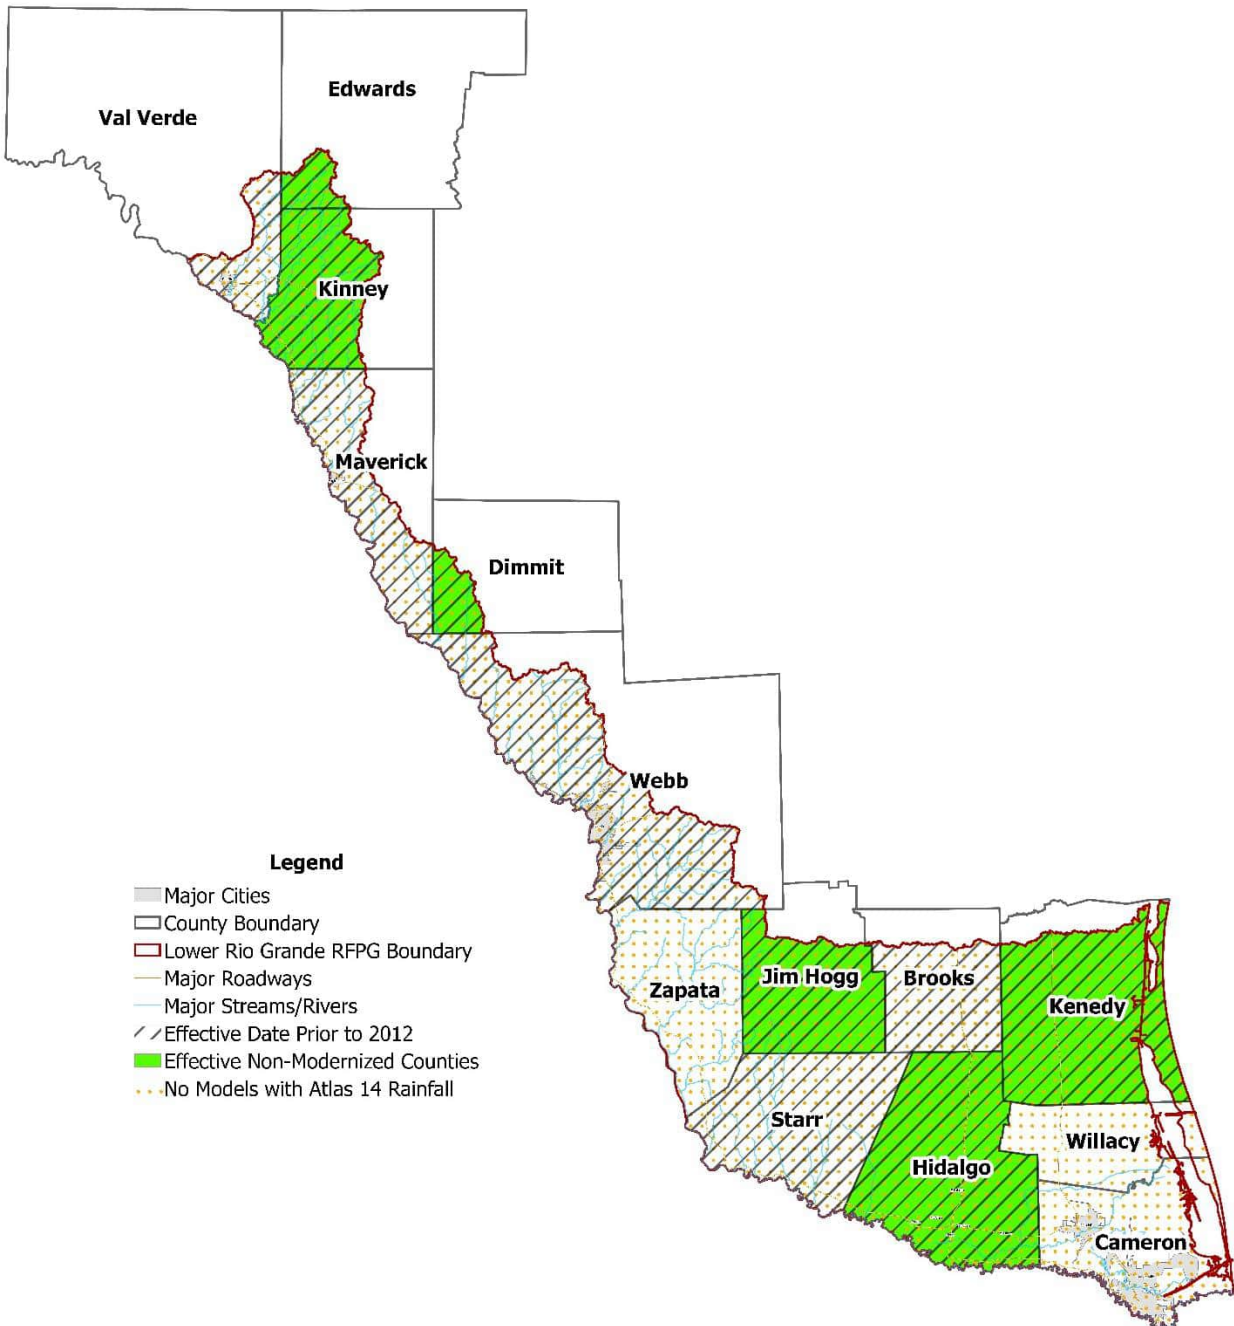 Edwards
Val Verde
Kinney
Maverick
Dimmit
Webb
Legend
Major Cities
County Boundary
Lower Rio Grande RFPG Boundary
Major Roadways
Major Streams/Rivers
Effective Date Prior to 2012
Effective Non-Modernized Counties
No Models with Atlas 14 Rainfall
Zapata
Jim Hogg
Brooks
Kenedy
Starr
Willacy
Hidalgo
Cameron